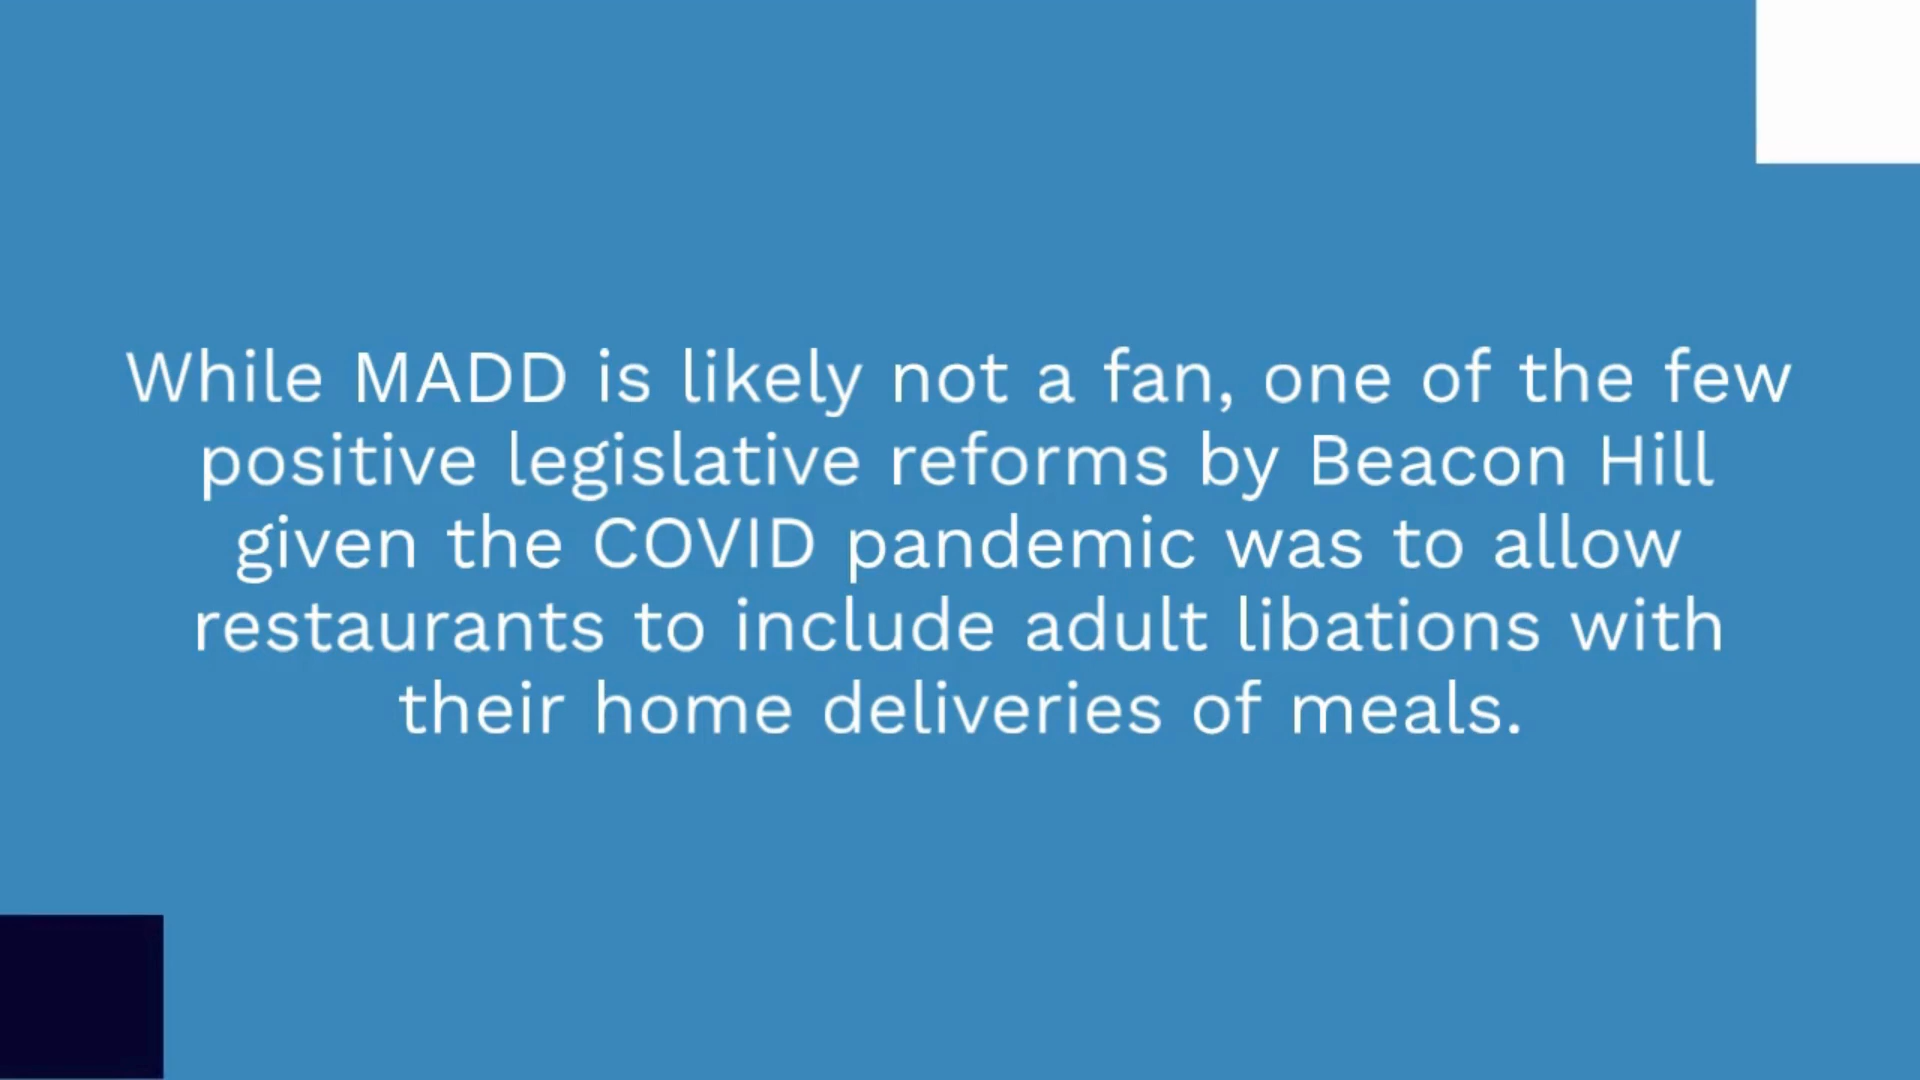 While MADD is likely not a fan, one of the few
positive legislative reforms by Beacon Hill
given the COVID pandemic was to allow
restaurants to include adult libations with
their home deliveries of meals.